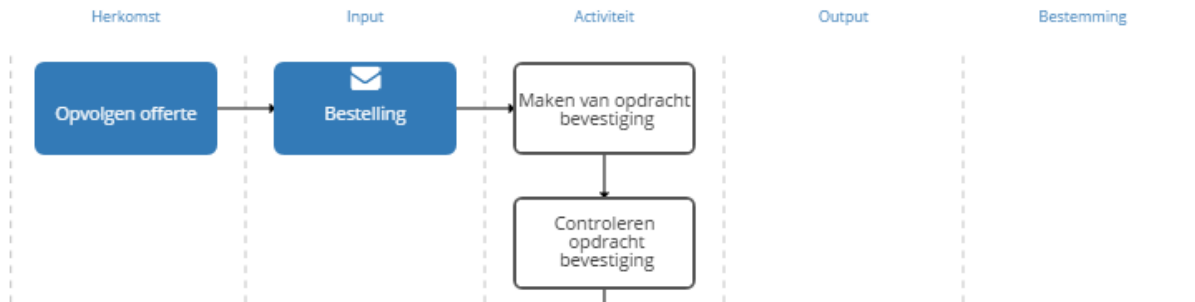 Herkomst
Input
Activiteit
Output
Bestemming
Opvolgen offerte
Bestelling
Maken van opdracht
bevestiging
Controleren
opdracht
bevestiging